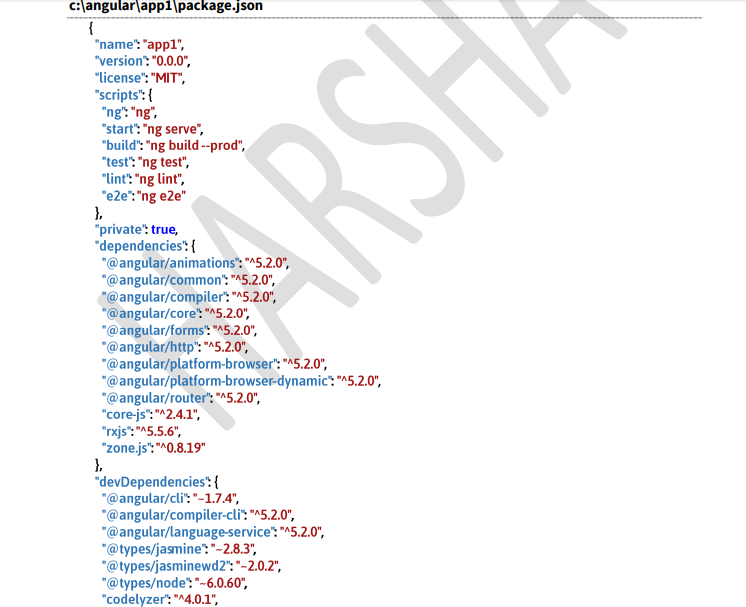 c:\angular\app1\package.json
{
"name": "app1",
"version": "0.0.0",
"license": "MIT",
"scripts": {
"ng": "ng",
"start": "ng serve",
"build": "ng build --prod",
"test": "ng test",
"lint": "ng lint",
"e2e": "ng e2e"
},
"private": true,
"dependencies": {
"@angular/animations": "^5.2.0",
"@angular/common": "^5.2.0",
"@angular/compiler": "^5.2.0",
"@angular/core": "^5.2.0",
"@angular/forms": "^5.2.0",
"@angular/http": "^5.2.0",
"@angular/platform-browser": "^5.2.0",
"@angular/platform-browser-dynamic": "^5.2.0",
"@angular/router": "^5.2.0",
"core-js": "^2.4.1",
"rxjs": "^5.5.6",
"zone.js": "^0.8.19"
},
"devDependencies": {
"@angular/cli": "~1.7.4",
"@angular/compiler-cli": "^5.2.0",
"@angular/language-service": "^5.2.0",
"@types/jasmine": "~2.8.3",
"@types/jasminewd2": "~2.0.2",
"@types/node": "~6.0.60",
"codelyzer": "^4.0.1",
HARSHA